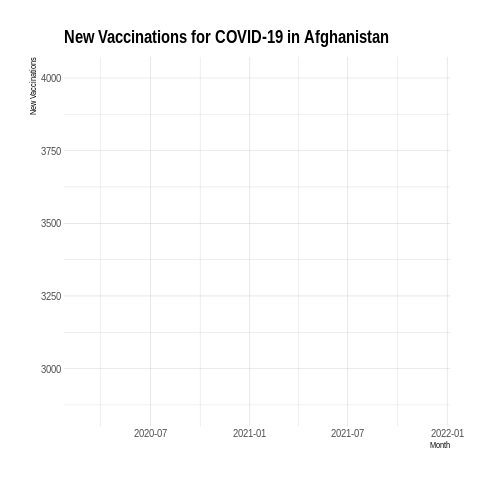 New Vaccinations for COVID-19 in Afghanistan
New Vaccinations
4000
3750
3500
3250
3000
2020-07 2021-01 2021-07 2022-01
Month